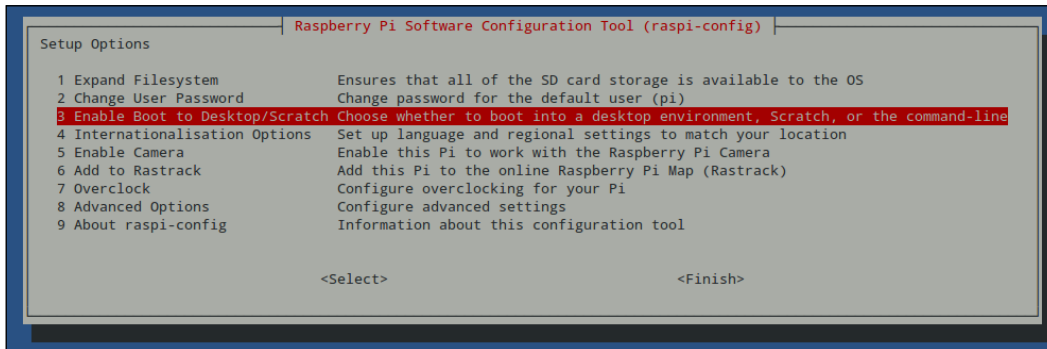 Raspberry Pi Software Configuration Tool (raspi-config)
Setup Options
1 Expand Filesystem Ensures that all of the SD card storage is available to the OS
2 Change User Password Change password for the default user (pi)
3 Enable Boot to Desktop/Scratch Choose whether to boot into a desktop environment, Scratch, or the command-line
4 Internationalisation Options Set up language and regional settings to match your location
5 Enable Camera Enable this Pi to work with the Raspberry Pi Camera
6 Add to Rastrack Add this Pi to the online Raspberry Pi Map (Rastrack)
7 Overclock Configure overclocking for your Pi
8 Advanced Options Configure advanced settings
9 About raspi-config Information about this configuration tool
<Select> <Finish>